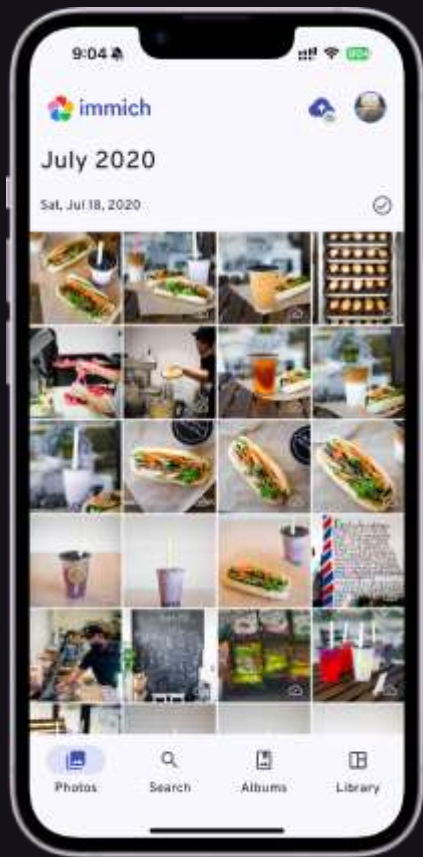 9:04
immich
July 2020
Sat, Jul 18, 2020
Photos
Search
Albums
Library